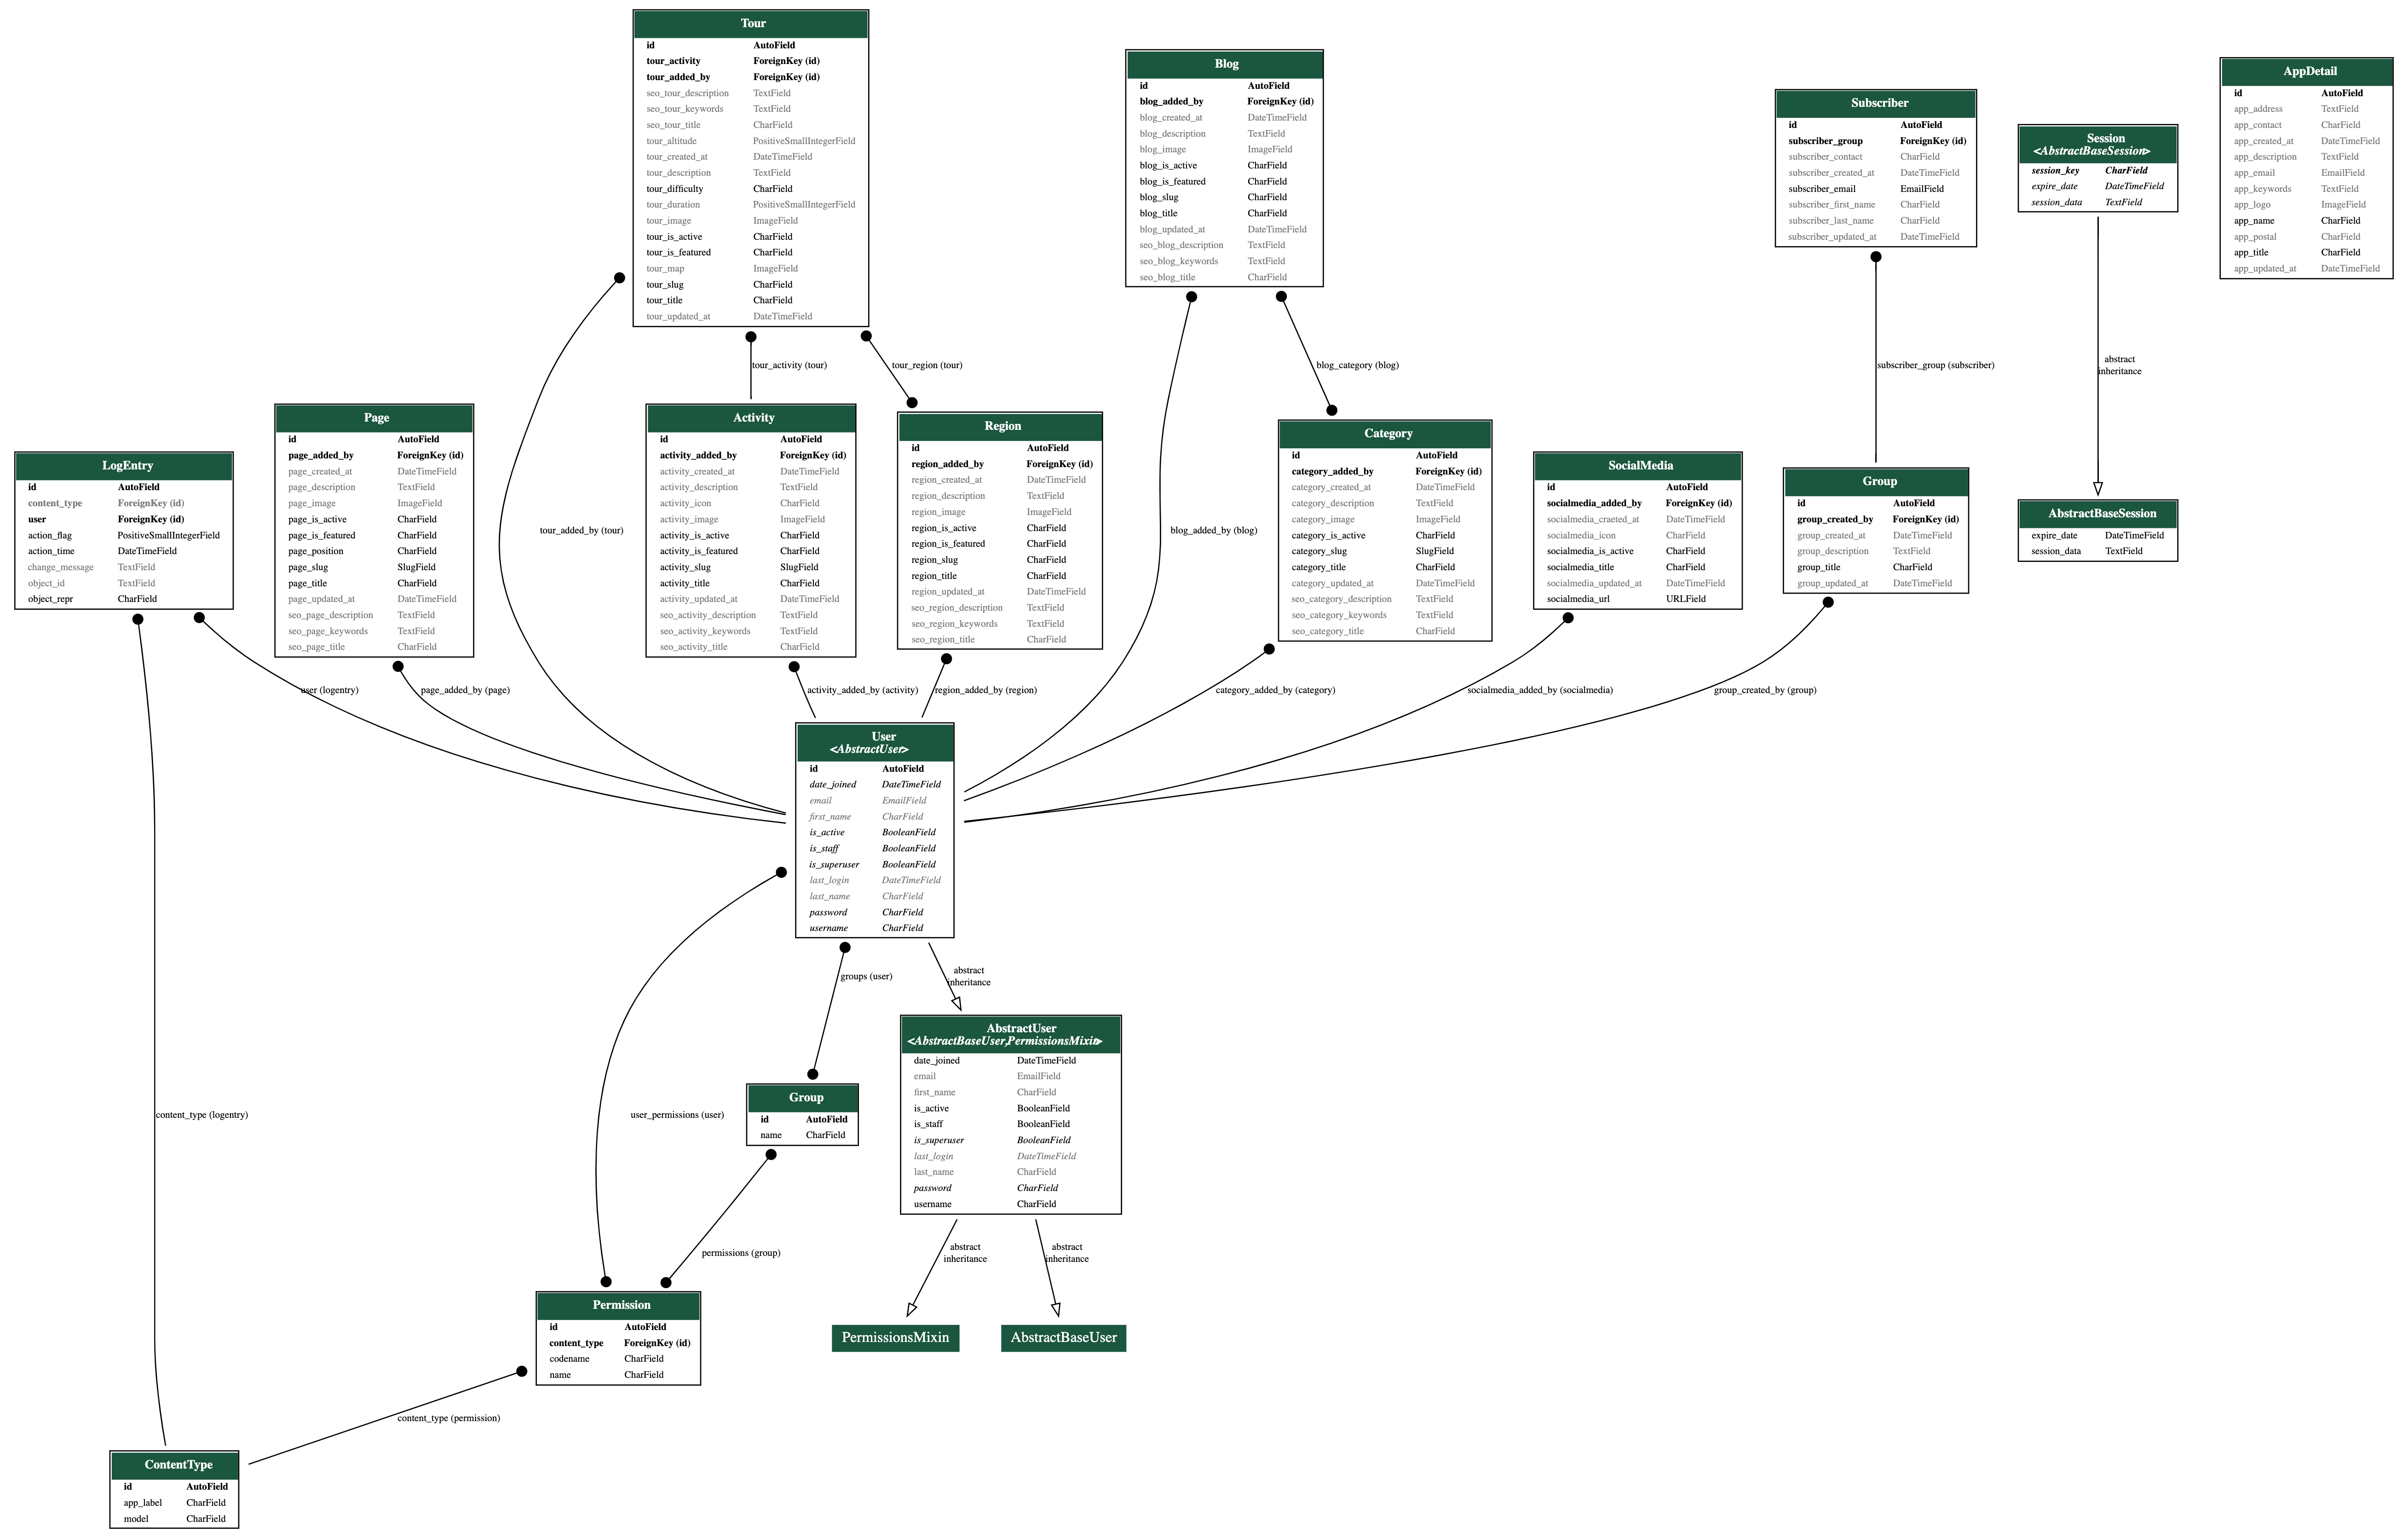 Tour
id AutoField
tour_activity ForeignKey (id)
tour_added_by ForeignKey (id)
seo_tour_description TextField
seo_tour_keywords TextField
seo_tour_title CharField
tour_altitude PositiveSmallIntegerField
tour_created_at DateTimeField
tour_description TextField
tour_difficulty CharField
tour_duration PositiveSmallIntegerField
tour_image ImageField
tour_is_active CharField
tour_is_featured CharField
tour_map ImageField
tour_slug CharField
tour_title CharField
tour_updated_at DateTimeField
Blog
id AutoField
blog_added_by ForeignKey (id)
blog_created_at DateTimeField
blog_description TextField
blog_image ImageField
blog_is_active CharField
blog_is_featured CharField
blog_slug CharField
blog_title CharField
blog_updated_at DateTimeField
seo_blog_description TextField
seo_blog_keywords TextField
seo_blog_title CharField
Subscriber
id AutoField
subscriber_group ForeignKey (id)
subscriber_contact CharField
subscriber_created_at DateTimeField
subscriber_email EmailField
subscriber_first_name CharField
subscriber_last_name CharField
subscriber_updated_at DateTimeField
Session
<AbstractBaseSession>
session_key CharField
expire_date DateTimeField
session_data TextField
AppDetail
id AutoField
app_address TextField
app_contact CharField
app_created_at DateTimeField
app_description TextField
app_email EmailField
app_keywords TextField
app_logo ImageField
app_name CharField
app_postal CharField
app_title CharField
app_updated_at DateTimeField
tour_activity (tour)
tour_region (tour)
blog_category (blog)
subscriber_group (subscriber)
abstract
inheritance
LogEntry
id AutoField
content_type ForeignKey (id)
user ForeignKey (id)
action_flag PositiveSmallIntegerField
action_time DateTimeField
change_message TextField
object_id TextField
object_repr CharField
Page
id AutoField
page_added_by ForeignKey (id)
page_created_at DateTimeField
page_description TextField
page_image ImageField
page_is_active CharField
page_is_featured CharField
page_position CharField
page_slug SlugField
page_title CharField
page_updated_at DateTimeField
seo_page_description TextField
seo_page_keywords TextField
seo_page_title CharField
tour_added_by (tour)
Activity
id AutoField
activity_added_by ForeignKey (id)
activity_created_at DateTimeField
activity_description TextField
activity_icon CharField
activity_image ImageField
activity_is_active CharField
activity_is_featured CharField
activity_slug SlugField
activity_title CharField
activity_updated_at DateTimeField
seo_activity_description TextField
seo_activity_keywords TextField
seo_activity_title CharField
Region
id AutoField
region_added_by ForeignKey (id)
region_created_at DateTimeField
region_description TextField
region_image ImageField
region_is_active CharField
region_is_featured CharField
region_slug CharField
region_title CharField
region_updated_at DateTimeField
seo_region_description TextField
seo_region_keywords TextField
seo_region_title CharField
blog_added_by (blog)
Category
id AutoField
category_added_by ForeignKey (id)
category_created_at DateTimeField
category_description TextField
category_image ImageField
category_is_active CharField
category_slug SlugField
category_title CharField
category_updated_at DateTimeField
seo_category_description TextField
seo_category_keywords TextField
seo_category_title CharField
SocialMedia
id AutoField
socialmedia_added_by ForeignKey (id)
socialmedia_craeted_at DateTimeField
socialmedia_icon CharField
socialmedia_is_active CharField
socialmedia_title CharField
socialmedia_updated_at DateTimeField
socialmedia_url URLField
Group
id AutoField
group_created_by ForeignKey (id)
group_created_at DateTimeField
group_description TextField
group_title CharField
group_updated_at DateTimeField
AbstractBaseSession
expire_date DateTimeField
session_data TextField
user (logentry)
page_added_by (page)
activity_added_by (activity)
region_added_by (region)
category_added_by (category)
socialmedia_added_by (socialmedia)
group_created_by (group)
User
<AbstractUser>
id AutoField
date_joined DateTimeField
email EmailField
first_name CharField
is_active BooleanField
is_staff BooleanField
is_superuser BooleanField
last_login DateTimeField
last_name CharField
password CharField
username CharField
groups (user)
abstract
inheritance
AbstractUser
<AbstractBaseUser,PermissionsMixin>
date_joined DateTimeField
email EmailField
first_name CharField
is_active BooleanField
is_staff BooleanField
is_superuser BooleanField
last_login DateTimeField
last_name CharField
password CharField
username CharField
content_type (logentry)
user_permissions (user)
Group
id AutoField
name CharField
permissions (group)
abstract
inheritance
abstract
inheritance
Permission
id AutoField
content_type ForeignKey (id)
codename CharField
name CharField
PermissionsMixin
AbstractBaseUser
content_type (permission)
ContentType
id AutoField
app_label CharField
model CharField